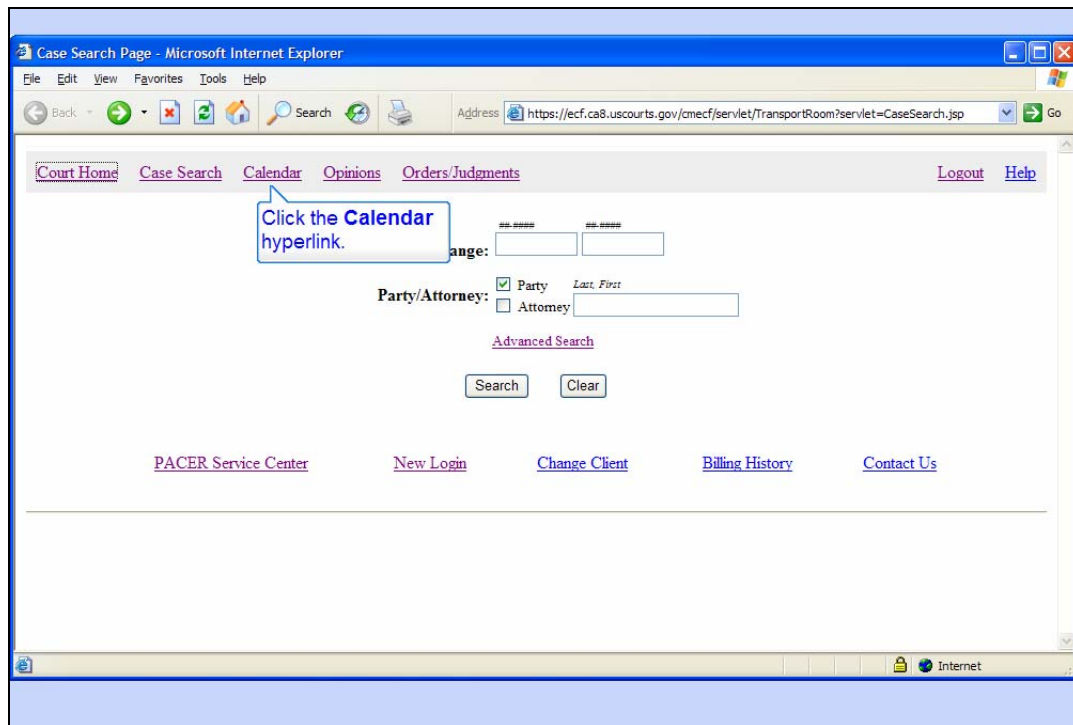 Case Search Page - Microsoft Internet Explorer
File Edit View Favorites Tools Help
Back Search Address https://ecf.ca8.uscourts.gov/cmecf/servlet/TransportRoom?servlet=CaseSearch.jsp Go
Court Home Case Search Calendar Opinions Orders/Judgments Logout Help
Click the Calendar
hyperlink.
##-#### ##-####
ange:
Party/Attorney: Party Last, First
Attorney
Advanced Search
Search Clear
PACER Service Center New Login Change Client Billing History Contact Us
Internet